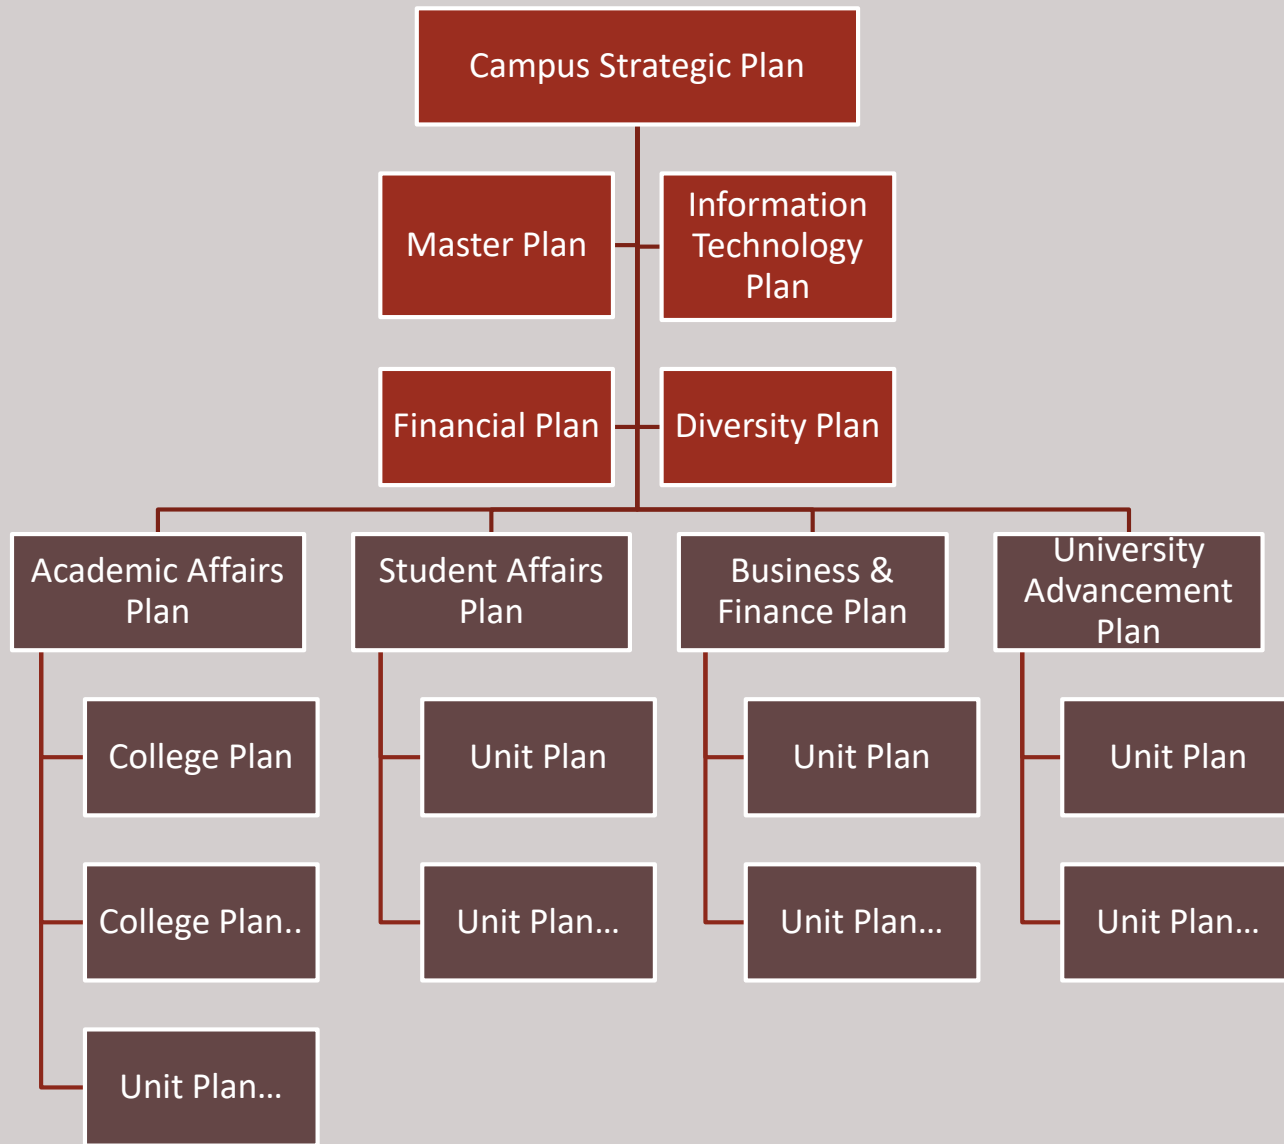 Campus Strategic Plan
Master Plan
Information
Technology
Plan
Financial Plan
Diversity Plan
Academic Affairs
Plan
Student Affairs
Plan
Business &
Finance Plan
University
Advancement
Plan
College Plan
Unit Plan
Unit Plan
Unit Plan
College Plan..
Unit Plan...
Unit Plan...
Unit Plan...
Unit Plan...